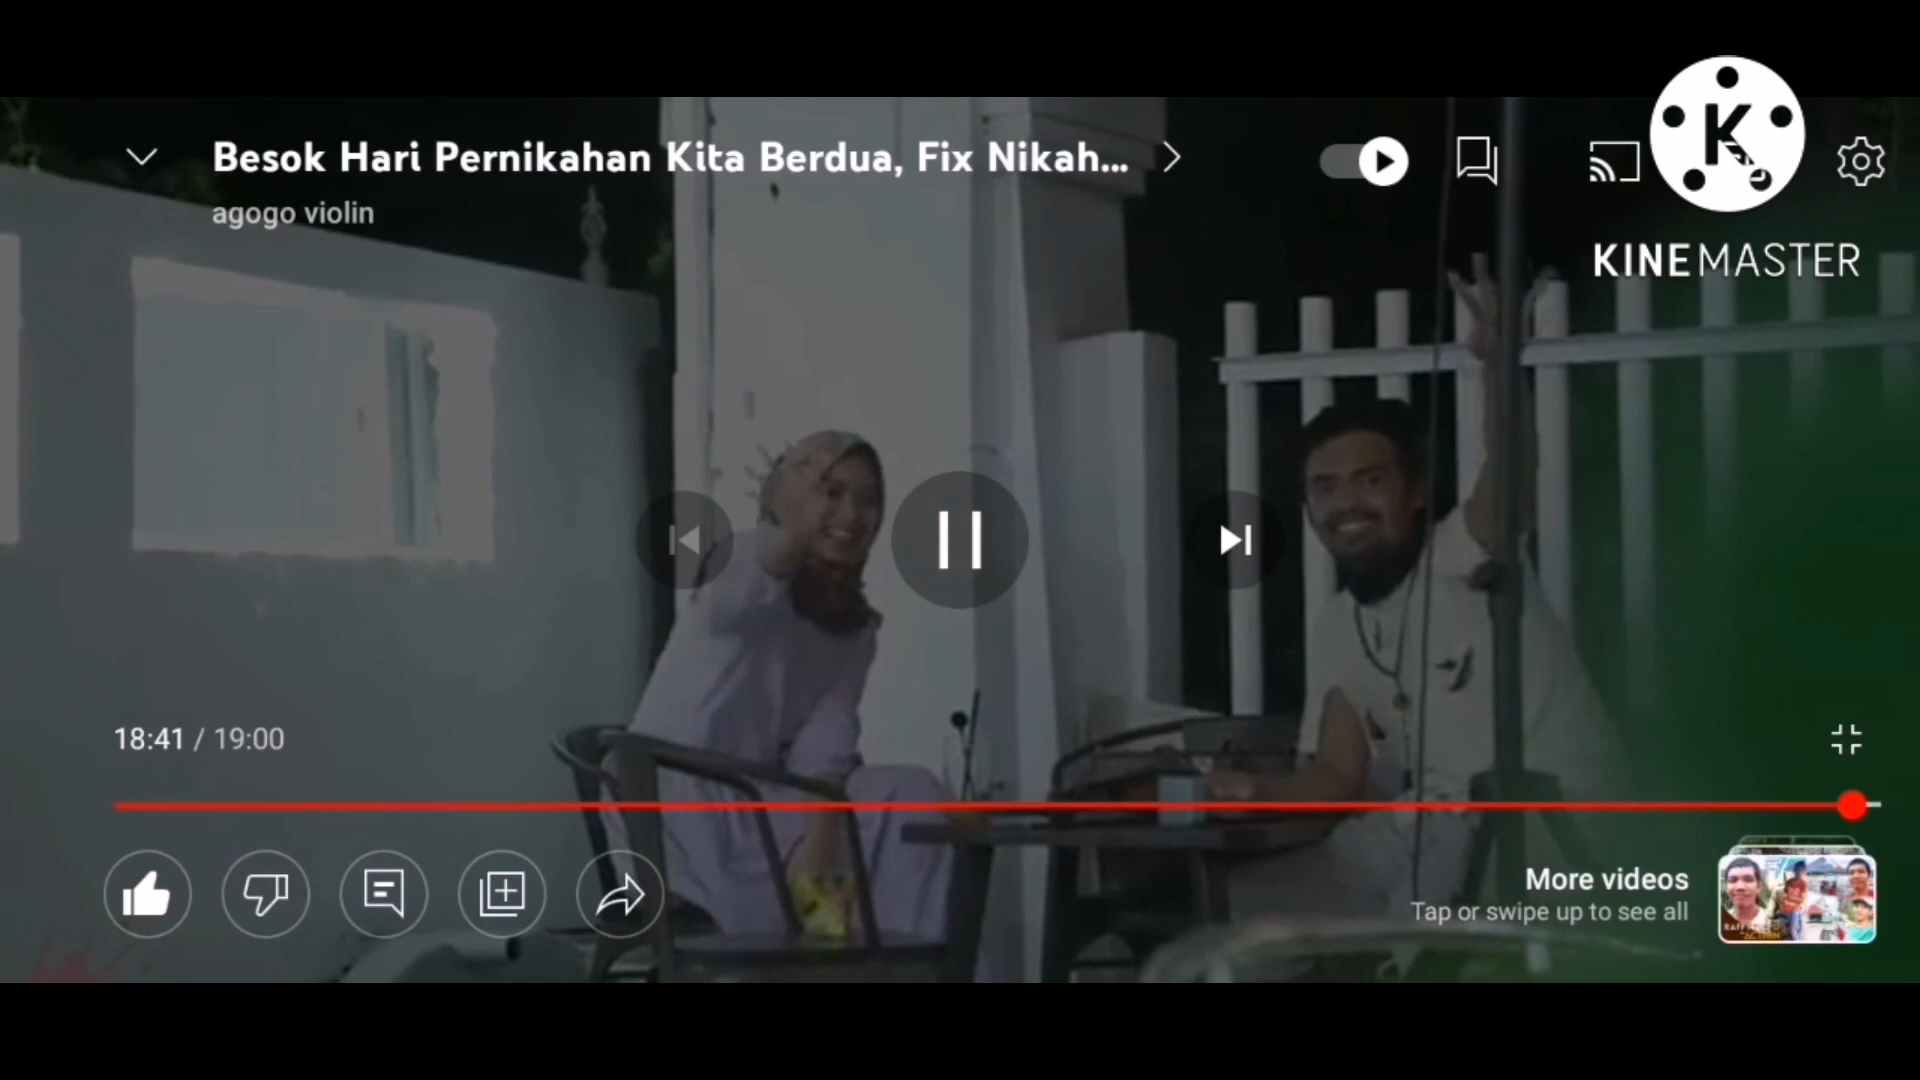 Besok Hari Pernikahan Kita Berdua, Fix Nikah...
agogo violin
KINEMASTER
18:41 / 19:00
More videos
Tap or swipe up to see all